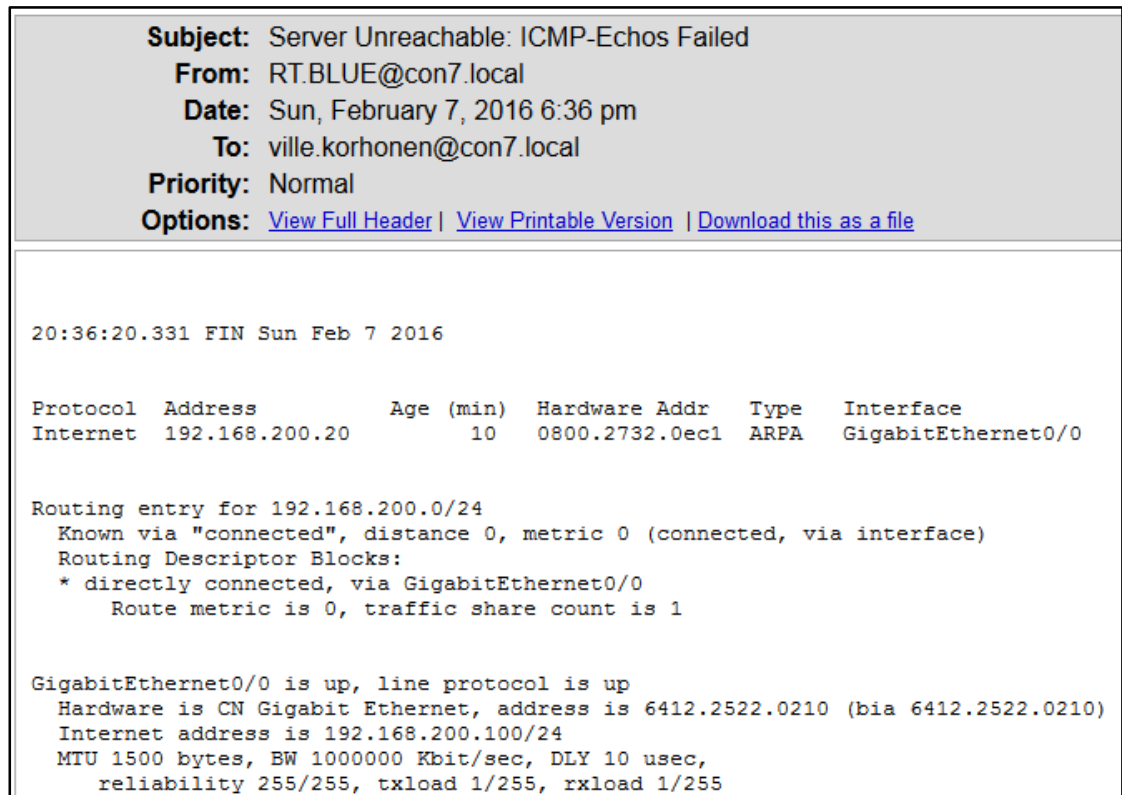 Subject: Server Unreachable: ICMP-Echos Failed
From: RT.BLUE@con7.local
Date: Sun, February 7, 2016 6:36 pm
To: ville.korhonen@con7.local
Priority: Normal
Options: View Full Header | View Printable Version | Download this as a file
20:36:20.331 FIN Sun Feb 7 2016
Protocol Address Age (min) Hardware Addr Type Interface
Internet 192.168.200.20 10 0800.2732.0ec1 ARPA GigabitEthernet0/0
Routing entry for 192.168.200.0/24
Known via "connected", distance 0, metric 0 (connected, via interface)
Routing Descriptor Blocks:
* directly connected, via GigabitEthernet0/0
Route metric is 0, traffic share count is 1
GigabitEthernet0/0 is up, line protocol is up
Hardware is CN Gigabit Ethernet, address is 6412.2522.0210 (bia 6412.2522.0210)
Internet address is 192.168.200.100/24
MTU 1500 bytes, BW 1000000 Kbit/sec, DLY 10 usec,
reliability 255/255, txload 1/255, rxload 1/255